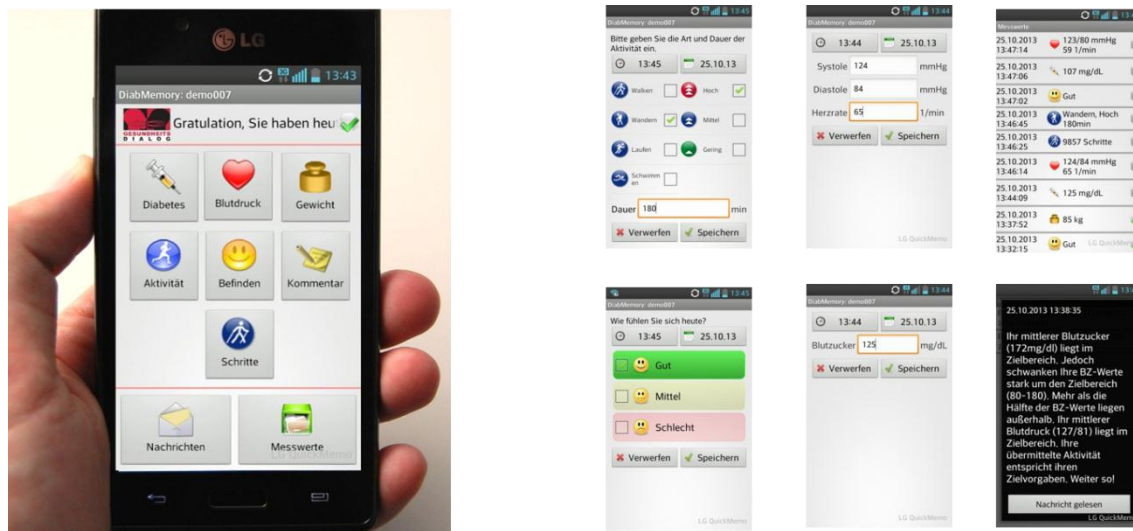 LG
3G
13:43
DiabMemory: demo007
GESUNDHEITS
DIALOG
Gratulation, Sie haben heu
Diabetes
Blutdruck
Gewicht
Aktivität
Befinden
Kommentar
Schritte
Nachrichten
Messwerte
LG QuickMemo
13:45
DiabMemory: demo007
Bitte geben Sie die Art und Dauer der
Aktivität ein.
13:45
25.10.13
Walken
Hoch
Wandern
Mittel
Laufen
Gering
Schwimm
en
Dauer 180 min
Verwerfen
Speichern
LG QuickMemo
13:44
DiabMemory: demo007
13:44
25.10.13
Systole 124 mmHg
Diastole 84 mmHg
Herzrate 65 1/min
Verwerfen
Speichern
LG QuickMemo
Messwerte
25.10.2013
13:47:14
123/80 mmHg
59 1/min
25.10.2013
13:47:06
107 mg/dL
25.10.2013
13:47:02
Gut
25.10.2013
13:46:45
Wandern, Hoch
180min
25.10.2013
13:46:25
9857 Schritte
25.10.2013
13:46:14
124/84 mmHg
65 1/min
25.10.2013
13:44:09
125 mg/dL
25.10.2013
13:37:52
85 kg
25.10.2013
13:32:15
Gut
13:45
DiabMemory: demo007
Wie fühlen Sie sich heute?
13:45
25.10.13
Gut
Mittel
Schlecht
Verwerfen
Speichern
LG QuickMemo
13:44
DiabMemory: demo007
13:44
25.10.13
Blutzucker 125 mg/dL
Verwerfen
Speichern
LG QuickMemo
25.10.2013 13:38:35
Ihr mittlerer Blutzucker
(172mg/dl) liegt im
Zielbereich. Jedoch
schwanken Ihre BZ-Werte
stark um den Zielbereich
(80-180). Mehr als die
Hälfte der BZ-Werte liegen
außerhalb. Ihr mittlerer
Blutdruck (127/81) liegt im
Zielbereich. Ihre
übermittelte Aktivität
entspricht ihren
Zielvorgaben. Weiter so!
Nachricht gelesen